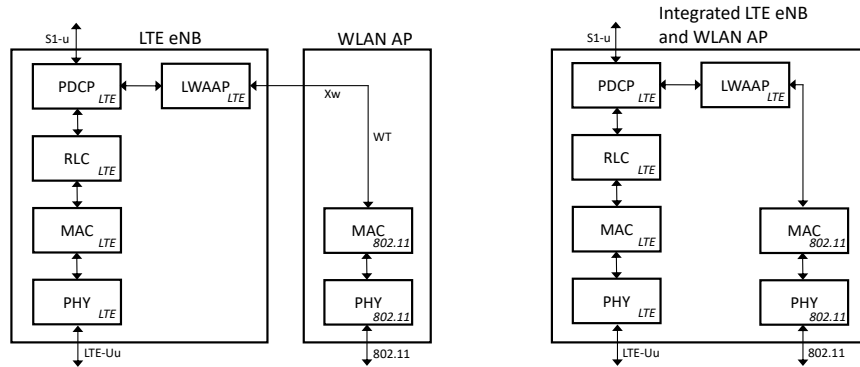 LTE eNB
WLAN AP
S1-u
PDCP
LTE
LWAAP
LTE
Xw
WT
RLC
LTE
MAC
LTE
MAC
802.11
PHY
LTE
PHY
802.11
LTE-Uu
802.11
Integrated LTE eNB
and WLAN AP
S1-u
PDCP
LTE
LWAAP
LTE
RLC
LTE
MAC
LTE
MAC
802.11
PHY
LTE
PHY
802.11
LTE-Uu
802.11